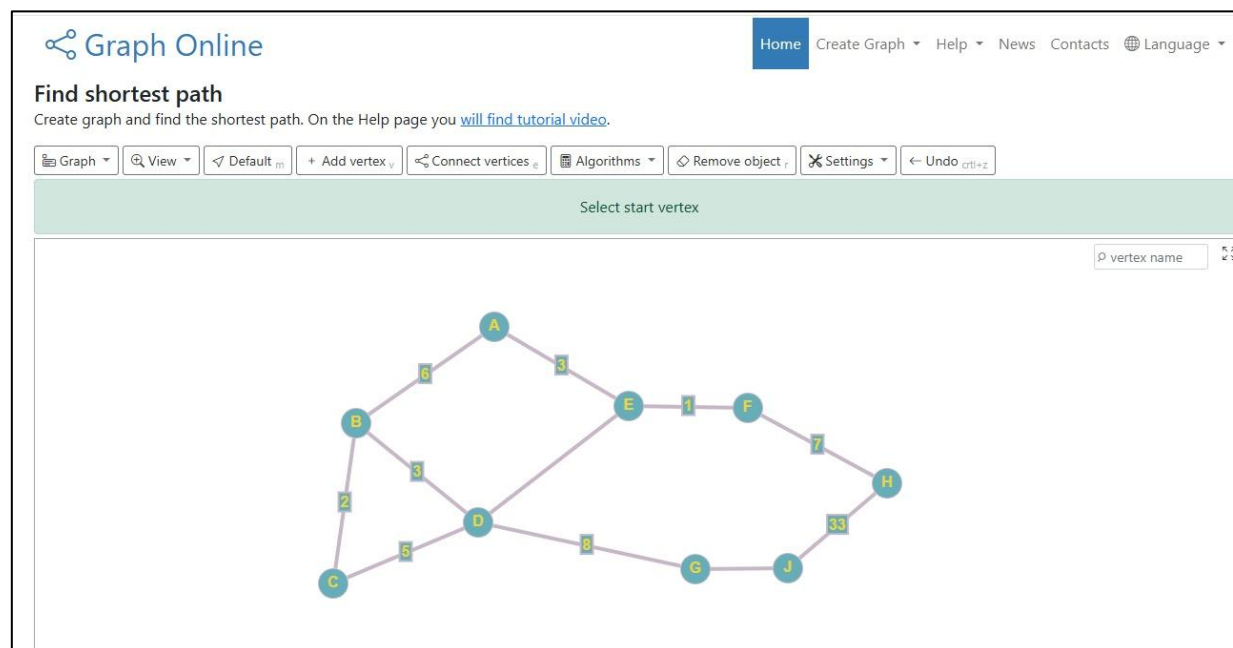 Graph Online
Home Create Graph Help News Contacts Language
Find shortest path
Create graph and find the shortest path. On the Help page you will find tutorial video.
Graph View Default m + Add vertex v Connect vertices e Algorithms Remove object r Settings ← Undo crtl+z
Select start vertex
vertex name
A
6 3
E 1 F
B
7
3
H
2
33
D
8
5
G J
C